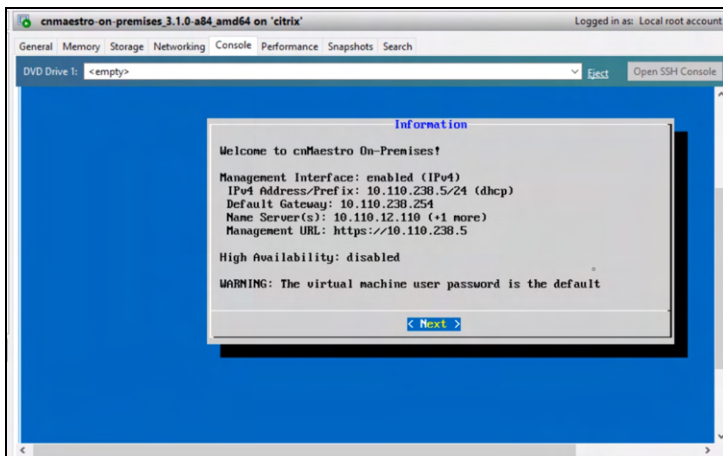 cnmaestro-on-premises_3.1.0-a84_amd64 on 'citrix' Logged in as: Local root account
General Memory Storage Networking Console Performance Snapshots Search
DVD Drive 1: <empty> Eject Open SSH Console
Information
Welcome to cnMaestro On-Premises!
Management Interface: enabled (IPv4)
IPv4 Address/Prefix: 10.110.238.5/24 (dhcp)
Default Gateway: 10.110.238.254
Name Server(s): 10.110.12.110 (+1 more)
Management URL: https://10.110.238.5
High Availability: disabled
WARNING: The virtual machine user password is the default
< Next >